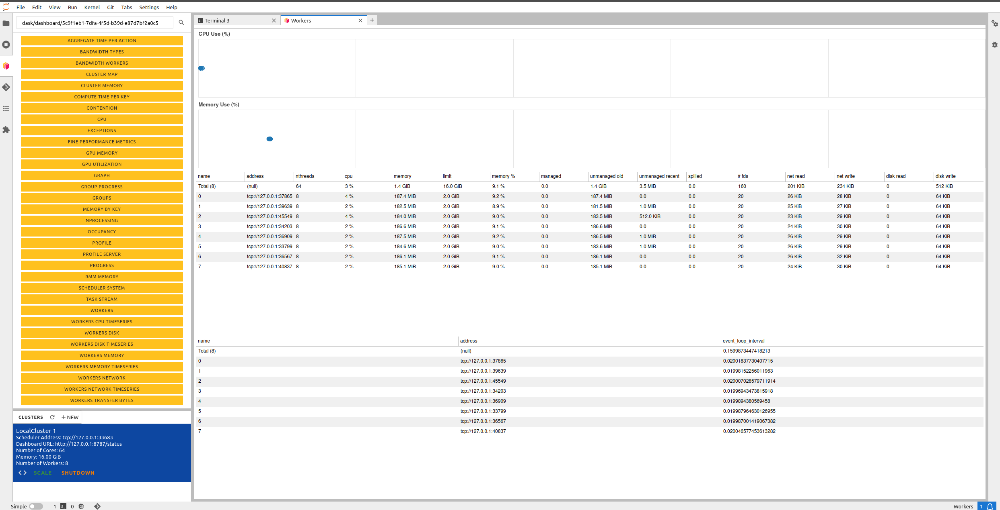 File Edit View Run Kernel Git Tabs Settings Help
dask/dashboard/5c9f1eb1-7dfa-4f5d-b39d-e87d7bf2a0c5
AGGREGATE TIME PER ACTION
BANDWIDTH TYPES
BANDWIDTH WORKERS
CLUSTER MAP
CLUSTER MEMORY
COMPUTE TIME PER KEY
CONTENTION
CPU
EXCEPTIONS
FINE PERFORMANCE METRICS
GPU MEMORY
GPU UTILIZATION
GRAPH
GROUP PROGRESS
GROUPS
MEMORY BY KEY
NPROCESSING
OCCUPANCY
PROFILE
PROFILE SERVER
PROGRESS
RMM MEMORY
SCHEDULER SYSTEM
TASK STREAM
WORKERS
WORKERS CPU TIMESERIES
WORKERS DISK
WORKERS DISK TIMESERIES
WORKERS MEMORY
WORKERS MEMORY TIMESERIES
WORKERS NETWORK
WORKERS NETWORK TIMESERIES
WORKERS TRANSFER BYTES
CLUSTERS + NEW
LocalCluster 1
Scheduler Address: tcp://127.0.0.1:33683
Dashboard URL: http://127.0.0.1:8787/status
Number of Cores: 64
Memory: 16.00 GiB
Number of Workers: 8
<> SCALE SHUTDOWN
Terminal 3 Workers +
CPU Use (%)
Memory Use (%)
name address nthreads cpu memory limit memory % managed unmanaged old unmanaged recent spilled # fds net read net write disk read disk write
Total (8) (null) 64 3 % 1.4 GiB 16.0 GiB 9.1 % 0.0 1.4 GiB 3.5 MiB 0.0 160 201 KiB 234 KiB 0 512 KiB
0 tcp://127.0.0.1:37865 8 4 % 187.4 MiB 2.0 GiB 9.2 % 0.0 187.4 MiB 0.0 0.0 20 26 KiB 28 KiB 0 64 KiB
1 tcp://127.0.0.1:39639 8 2 % 182.5 MiB 2.0 GiB 8.9 % 0.0 181.5 MiB 1.0 MiB 0.0 20 25 KiB 27 KiB 0 64 KiB
2 tcp://127.0.0.1:45549 8 4 % 184.0 MiB 2.0 GiB 9.0 % 0.0 183.5 MiB 512.0 KiB 0.0 20 23 KiB 29 KiB 0 64 KiB
3 tcp://127.0.0.1:34203 8 2 % 186.6 MiB 2.0 GiB 9.1 % 0.0 186.6 MiB 0.0 0.0 20 24 KiB 30 KiB 0 64 KiB
4 tcp://127.0.0.1:36909 8 2 % 187.5 MiB 2.0 GiB 9.2 % 0.0 186.5 MiB 1.0 MiB 0.0 20 26 KiB 29 KiB 0 64 KiB
5 tcp://127.0.0.1:33799 8 2 % 184.6 MiB 2.0 GiB 9.0 % 0.0 183.6 MiB 1.0 MiB 0.0 20 26 KiB 29 KiB 0 64 KiB
6 tcp://127.0.0.1:36567 8 2 % 186.1 MiB 2.0 GiB 9.1 % 0.0 186.1 MiB 0.0 0.0 20 26 KiB 32 KiB 0 64 KiB
7 tcp://127.0.0.1:40837 8 2 % 185.1 MiB 2.0 GiB 9.0 % 0.0 185.1 MiB 0.0 0.0 20 24 KiB 30 KiB 0 64 KiB
name address event_loop_interval
Total (8) (null) 0.1599873447418213
0 tcp://127.0.0.1:37865 0.02001837730407715
1 tcp://127.0.0.1:39639 0.01998152256011963
2 tcp://127.0.0.1:45549 0.020007028579711914
3 tcp://127.0.0.1:34203 0.01996943473815918
4 tcp://127.0.0.1:36909 0.0199894380569458
5 tcp://127.0.0.1:33799 0.019987964630126955
6 tcp://127.0.0.1:36567 0.019987001419067382
7 tcp://127.0.0.1:40837 0.020046577453613282
Simple 1 0 Workers 1